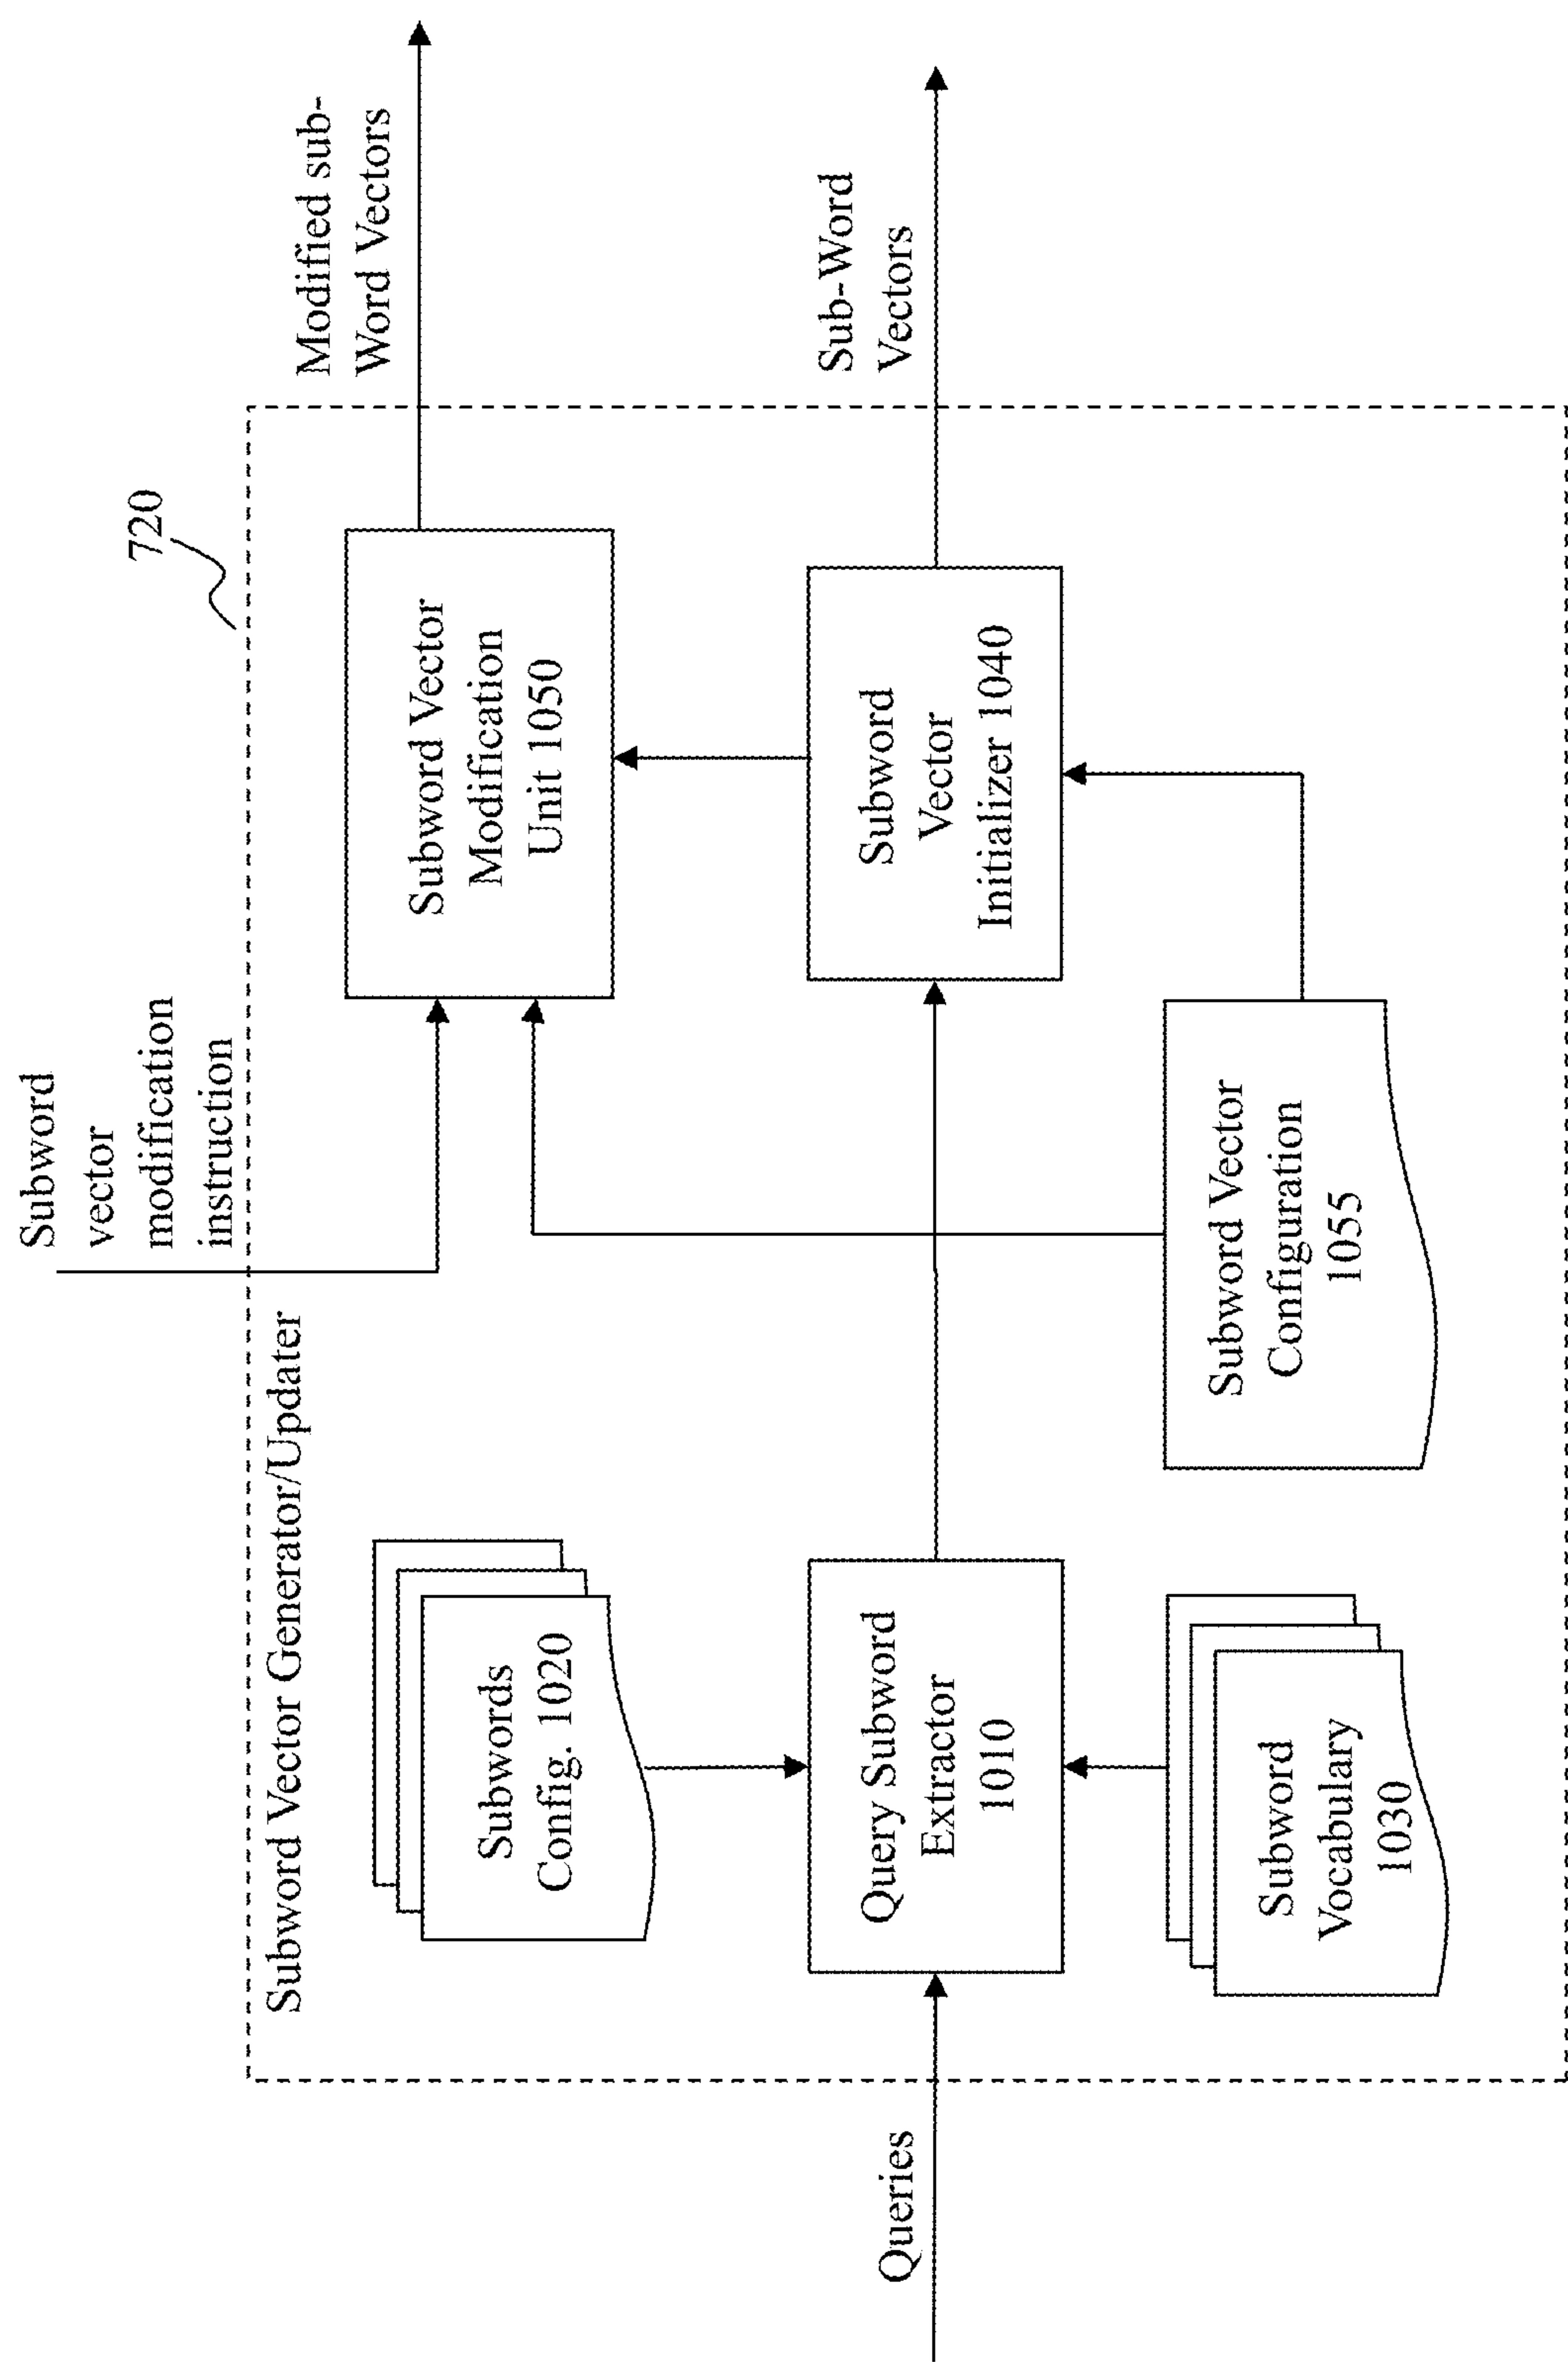 Subword
vector
modification
instruction
720
Subword Vector Generator/Updater
Modified sub-
Word Vectors
Subwords
Config. 1020
Subword Vector
Modification
Unit 1050
Queries
Query Subword
Extractor
1010
Subword
Vector
Initializer 1040
Sub-Word
Vectors
Subword
Vocabulary
1030
Subword Vector
Configuration
1055